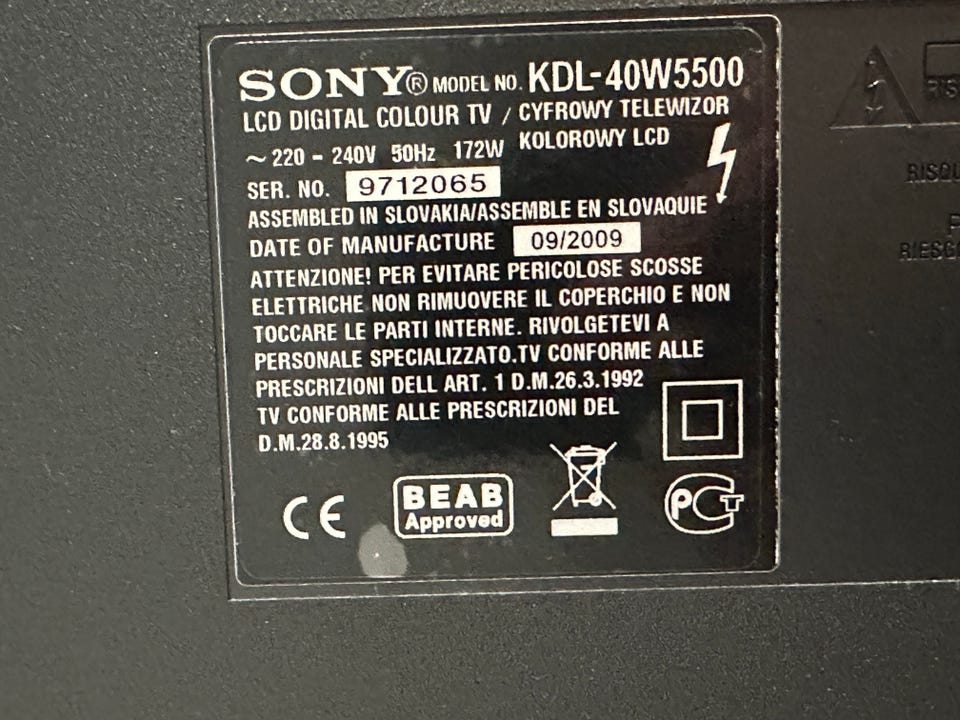 SONY® MODEL NO. KDL-40W5500
LCD DIGITAL COLOUR TV / CYFROWY TELEWIZOR
KOLOROWY LCD
~ 220 - 240V 50Hz 172W
SER. NO. 9712065
ASSEMBLED IN SLOVAKIA/ASSEMBLE EN SLOVAQUIE
DATE OF MANUFACTURE 09/2009
ATTENZIONE! PER EVITARE PERICOLOSE SCOSSE
ELETTRICHE NON RIMUOVERE IL COPERCHIO E NON
TOCCARE LE PARTI INTERNE. RIVOLGETEVI A
PERSONALE SPECIALIZZATO.TV CONFORME ALLE
PRESCRIZIONI DELL ART. 1 D.M.26.3.1992
TV CONFORME ALLE PRESCRIZIONI DEL
D.M.28.8.1995
CE
BEAB
Approved
PCT